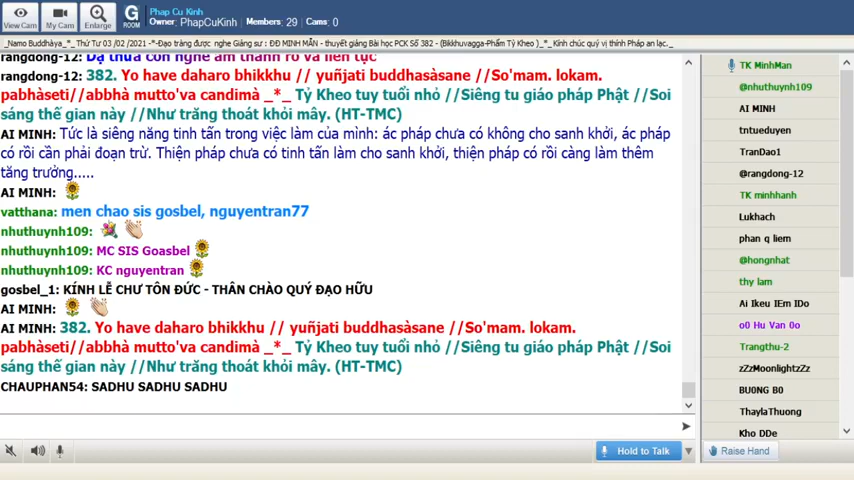 Phap Cu Kinh
Owner: PhapCuKinh Members: 29 Cams: 0
View Cam My Cam Enlarge G ROOM
_Namo Buddhàya_*_ Thứ Tư 03 /02 /2021 -*-Đạo tràng được nghe Giảng sư : ĐĐ MINH MẪN - thuyết giảng Bài học PCK Số 382 - (Bikkhuvagga-Phẩm Tỳ Kheo )_*_ Kính chúc quý vị thính Pháp an lạc._
rangdong-12: Dạ thưa con nghe âm thanh rõ và liên tục
rangdong-12: 382. Yo have daharo bhikkhu // yuñjati buddhasàsane //So'mam. lokam.
pabhàseti//abbhà mutto'va candimà _*_ Tỳ Kheo tuy tuổi nhỏ //Siêng tu giáo pháp Phật //Soi
sáng thế gian này //Như trăng thoát khỏi mây. (HT-TMC)
AI MINH: Tức là siêng năng tinh tấn trong việc làm của mình: ác pháp chưa có không cho sanh khởi, ác pháp
có rồi cần phải đoạn trừ. Thiện pháp chưa có tinh tấn làm cho sanh khởi, thiện pháp có rồi càng làm thêm
tăng trưởng.....
AI MINH:
vatthana: men chao sis gosbel, nguyentran77
nhuthuynh109:
nhuthuynh109: MC SIS Goasbel
nhuthuynh109: KC nguyentran
gosbel_1: KÍNH LỄ CHƯ TÔN ĐỨC - THÂN CHÀO QUÝ ĐẠO HỮU
AI MINH:
AI MINH: 382. Yo have daharo bhikkhu // yuñjati buddhasàsane //So'mam. lokam.
pabhàseti//abbhà mutto'va candimà _*_ Tỳ Kheo tuy tuổi nhỏ //Siêng tu giáo pháp Phật //Soi
sáng thế gian này //Như trăng thoát khỏi mây. (HT-TMC)
CHAUPHAN54: SADHU SADHU SADHU
Hold to Talk
TK MinhMan
@nhuthuynh109
AI MINH
tntueduyen
TranDao1
@rangdong-12
TK minhhanh
Lukhach
phan q liem
@hongnhat
thy lam
Ai lkeu IEm IDo
o0 Hu Van 0o
Trangthu-2
zZzMoonlightzZz
BU0NG B0
ThaylaThuong
Kho DDe
Raise Hand